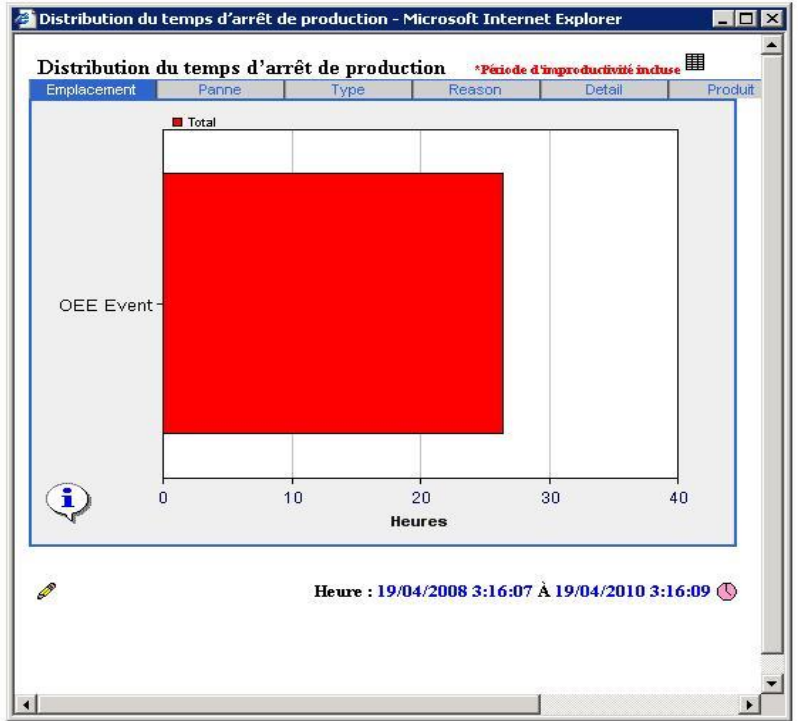 Distribution du temps d'arrêt de production - Microsoft Internet Explorer
Distribution du temps d'arrêt de production *Période d'improductivité incluse
Emplacement Panne Type Reason Detail Produit
Total
OEE Event
0 10 20 30 40
Heures
Heure : 19/04/2008 3:16:07 À 19/04/2010 3:16:09